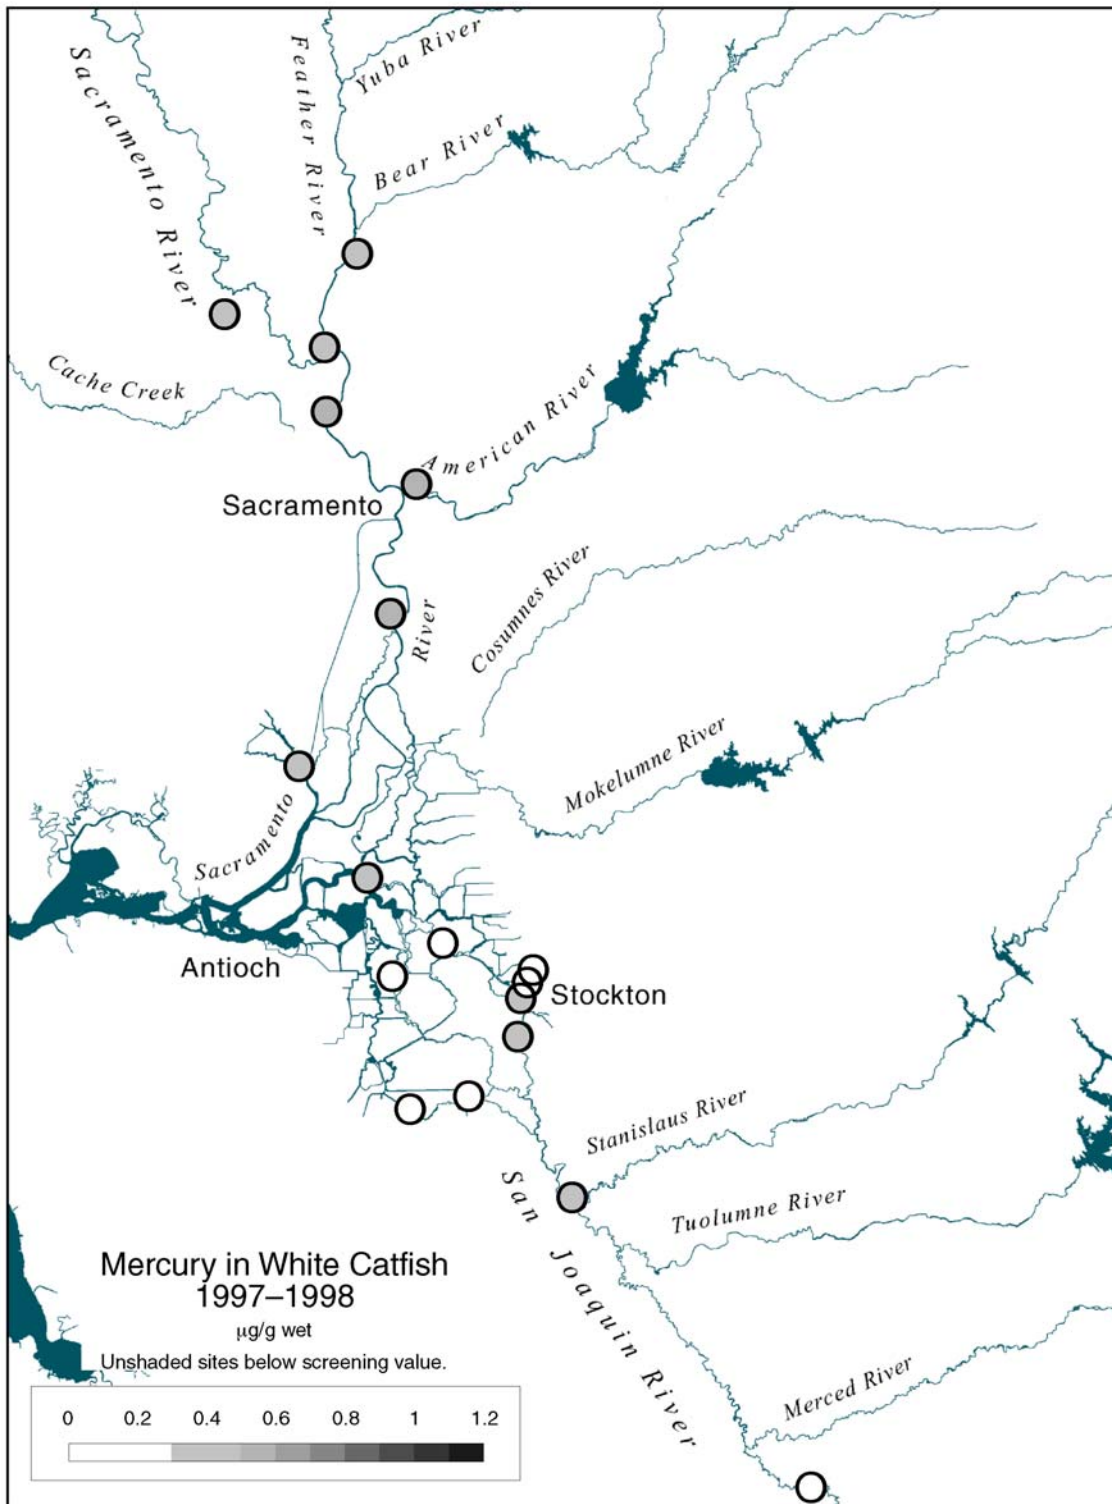 Sacramento River
Feather River
Yuba River
Bear River
Cache Creek
American River
Sacramento
Cosumnes River
River
Mokelumne River
Sacramento
Antioch
Stockton
Stanislaus River
Tuolumne River
San Joaquin River
Merced River
Mercury in White Catfish
1997–1998
µg/g wet
Unshaded sites below screening value.
0 0.2 0.4 0.6 0.8 1 1.2